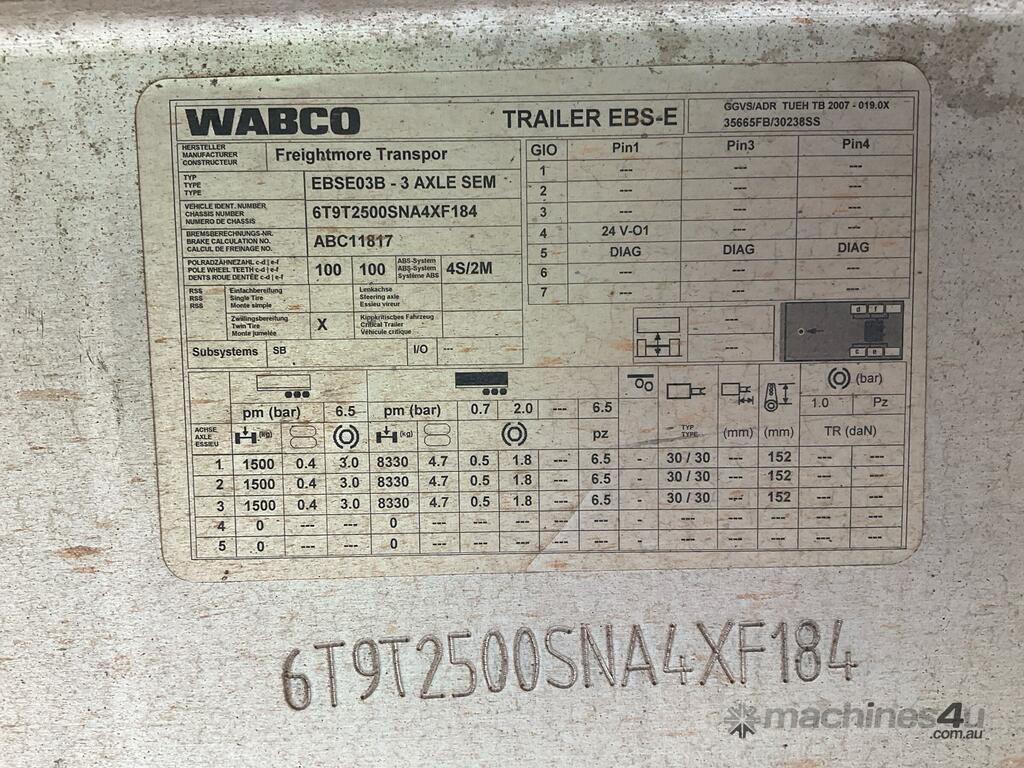 WABCO TRAILER EBS-E GGVS/ADR TUEH TB 2007 - 019.0X
35665FB/30238SS
HERSTELLER
MANUFACTURER
CONSTRUCTEUR
Freightmore Transpor
TYP
TYPE
TYPE
EBSE03B - 3 AXLE SEM
VEHICLE IDENT. NUMBER
CHASSIS NUMBER
NUMERO DE CHASSIS
6T9T2500SNA4XF184
BREMSBERECHNUNGS-NR.
BRAKE CALCULATION NO.
CALCUL DE FREINAGE NO.
ABC11817
POLRADZÄHNEZAHL c-d | e-f
POLE WHEEL TEETH c-d | e-f
DENTS ROUE DENTÉE c-d | e-f
100 100
ABS-System
ABS-System
Système ABS
4S/2M
RSS
RSS
RSS
Einfachbereifung
Single Tire
Monte simple
Lenkachse
Steering axle
Essieu vireur
Zwillingsbereifung
Twin Tire
Monte jumelée
X
Kippkritisches Fahrzeug
Critical Trailer
Véhicule critique
Subsystems SB I/O ---
GIO Pin1 Pin3 Pin4
1 --- --- ---
2 --- --- ---
3 --- --- ---
4 24 V-O1 --- ---
5 DIAG DIAG DIAG
6 --- --- ---
7 --- --- ---
---
---
d f
c e
pm (bar) 6.5 pm (bar) 0.7 2.0 --- 6.5 (bar)
1.0 Pz
ACHSE
AXLE
ESSIEU
(kg) (kg) pz TYP
TYPE
(mm) (mm) TR (daN)
1 1500 0.4 3.0 8330 4.7 0.5 1.8 --- 6.5 - 30 / 30 --- 152 --- ---
2 1500 0.4 3.0 8330 4.7 0.5 1.8 --- 6.5 - 30 / 30 --- 152 --- ---
3 1500 0.4 3.0 8330 4.7 0.5 1.8 --- 6.5 - 30 / 30 --- 152 --- ---
4 0 --- --- 0 --- --- --- --- --- - --- --- --- --- ---
5 0 --- --- 0 --- --- --- --- --- - --- --- --- --- ---
6T9T2500SNA4XF184
machines4u
.com.au